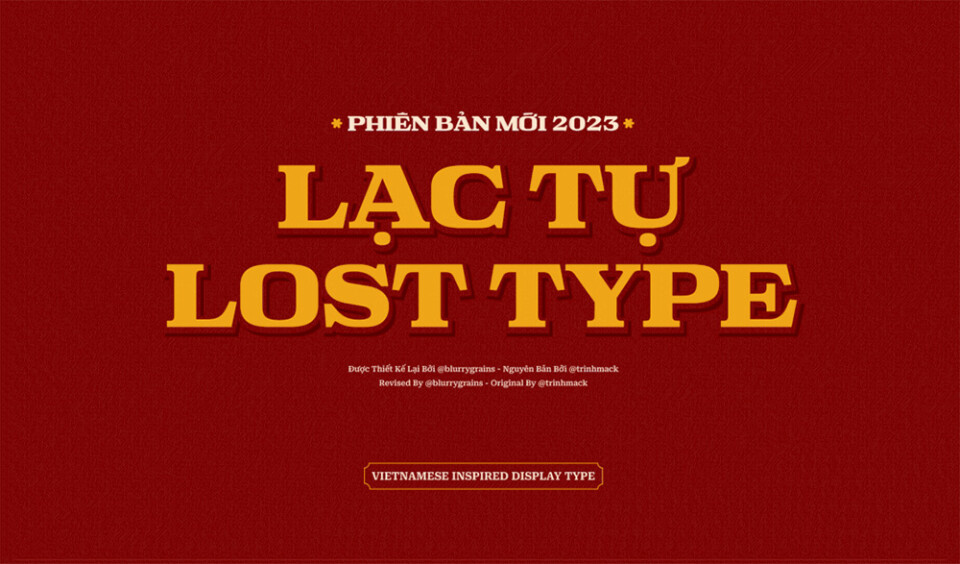 * PHIÊN BẢN MỚI 2023 *
LẠC TỰ
LOST TYPE
Được Thiết Kế Lại Bởi @blurrygrains - Nguyên Bản Bởi @trinhmack
Revised By @blurrygrains - Original By @trinhmack
VIETNAMESE INSPIRED DISPLAY TYPE